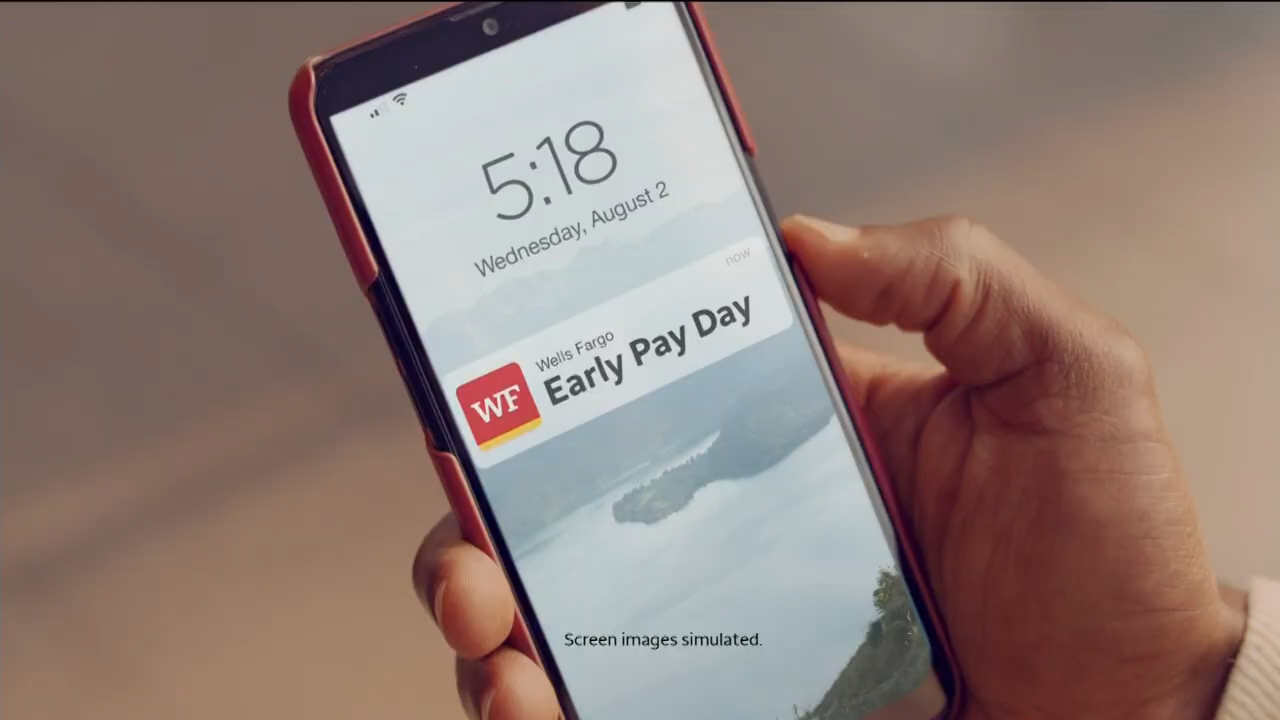 5:18
Wednesday, August 2
now
Wells Fargo
WF
Early Pay Day
Screen images simulated.